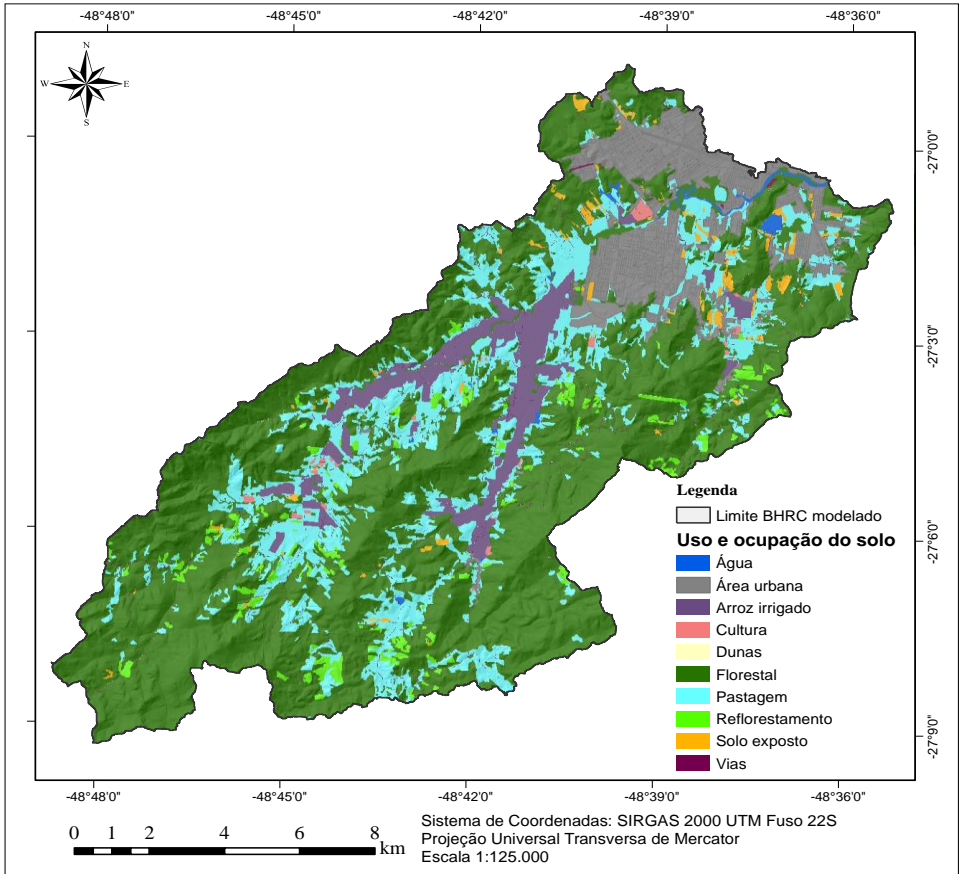 -48°48'0" -48°45'0" -48°42'0" -48°39'0" -48°36'0"
N
W E
S
-27°0'0"
-27°3'0"
-27°6'0"
-27°9'0"
Legenda
Limite BHRC modelado
Uso e ocupação do solo
Água
Área urbana
Arroz irrigado
Cultura
Dunas
Florestal
Pastagem
Reflorestamento
Solo exposto
Vias
-48°48'0" -48°45'0" -48°42'0" -48°39'0" -48°36'0"
0 1 2 4 6 8
km
Sistema de Coordenadas: SIRGAS 2000 UTM Fuso 22S
Projeção Universal Transversa de Mercator
Escala 1:125.000